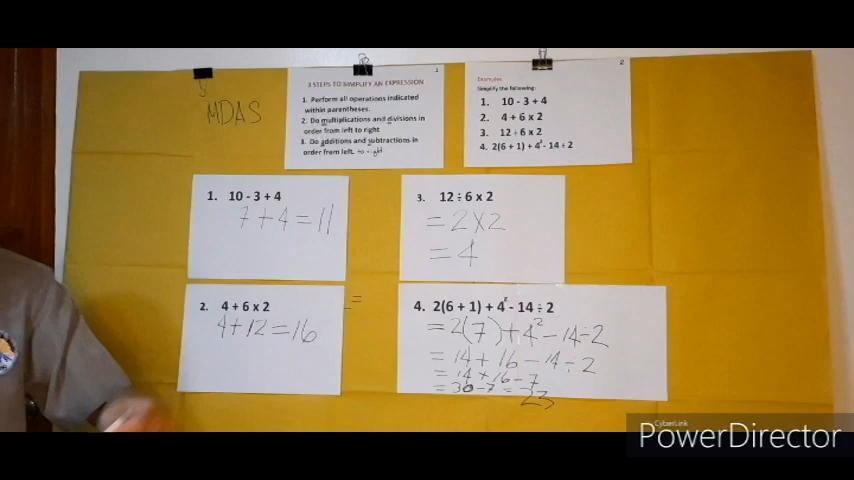 MDAS
1
3 STEPS TO SIMPLIFY AN EXPRESSION
1. Perform all operations indicated
within parentheses.
2. Do multiplications and divisions in
order from left to right
3. Do additions and subtractions in
order from left to right
2
Examples
Simplify the following:
1. 10 - 3 + 4
2. 4 + 6 x 2
3. 12 ÷ 6 x 2
4. 2(6 + 1) + 4² - 14 ÷ 2
1. 10 - 3 + 4
7 + 4 = 11
2. 4 + 6 x 2
4 + 12 = 16
=
3. 12 ÷ 6 x 2
= 2 x 2
= 4
4. 2(6 + 1) + 4² - 14 ÷ 2
= 2(7) + 4² - 14 ÷ 2
= 14 + 16 - 14 ÷ 2
= 14 + 16 - 7
= 30 - 7 = 23
CyberLink
PowerDirector